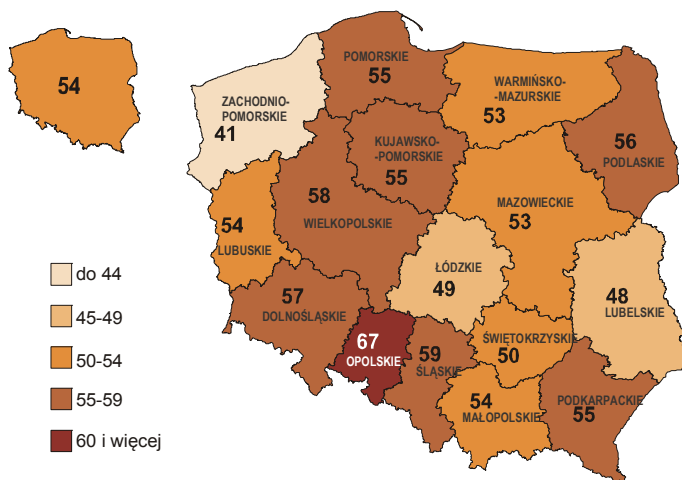 54
POMORSKIE
55
WARMIŃSKO-
-MAZURSKIE
53
ZACHODNIO-
POMORSKIE
41
KUJAWSKO-
-POMORSKIE
55
56
PODLASKIE
58
WIELKOPOLSKIE
MAZOWIECKIE
53
54
LUBUSKIE
ŁÓDZKIE
49
48
LUBELSKIE
57
DOLNOŚLĄSKIE
67
OPOLSKIE
59
ŚLĄSKIE
ŚWIĘTOKRZYSKIE
50
54
MAŁOPOLSKIE
PODKARPACKIE
55
do 44
45-49
50-54
55-59
60 i więcej